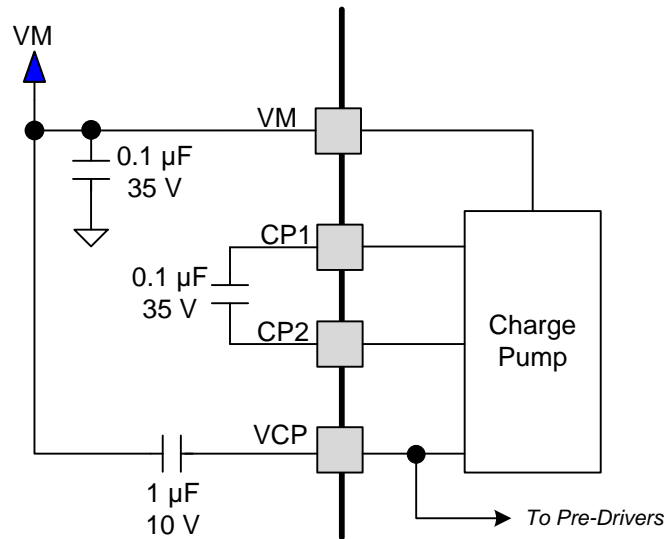 VM
VM
0.1 µF
35 V
CP1
0.1 µF
35 V
CP2
Charge
Pump
VCP
1 µF
10 V
To Pre-Drivers